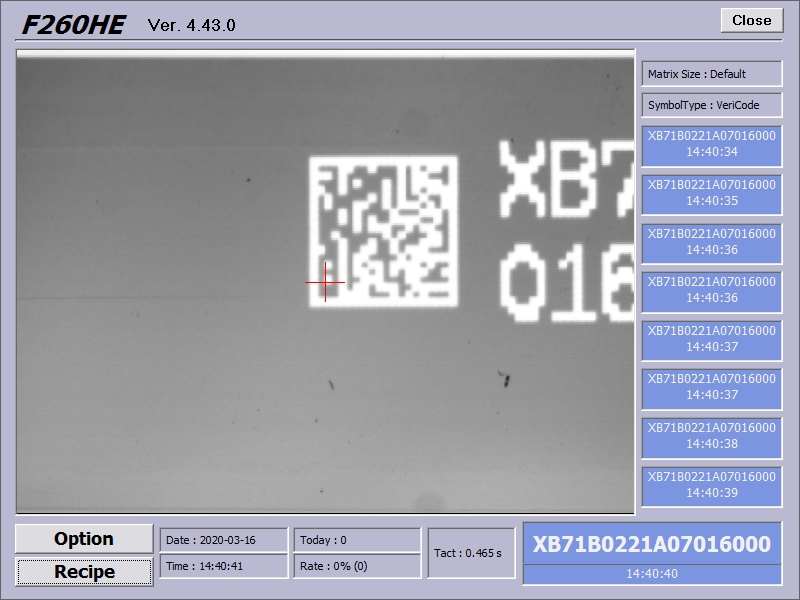 F260HE Ver. 4.43.0
Close
Matrix Size : Default
SymbolType : VeriCode
XB71B0221A07016000
14:40:34
XB71B0221A07016000
14:40:35
XB71B0221A07016000
14:40:36
XB71B0221A07016000
14:40:36
XB71B0221A07016000
14:40:37
XB71B0221A07016000
14:40:37
XB71B0221A07016000
14:40:38
XB71B0221A07016000
14:40:39
XB7
016
Option
Recipe
Date : 2020-03-16
Time : 14:40:41
Today : 0
Rate : 0% (0)
Tact : 0.465 s
XB71B0221A07016000
14:40:40